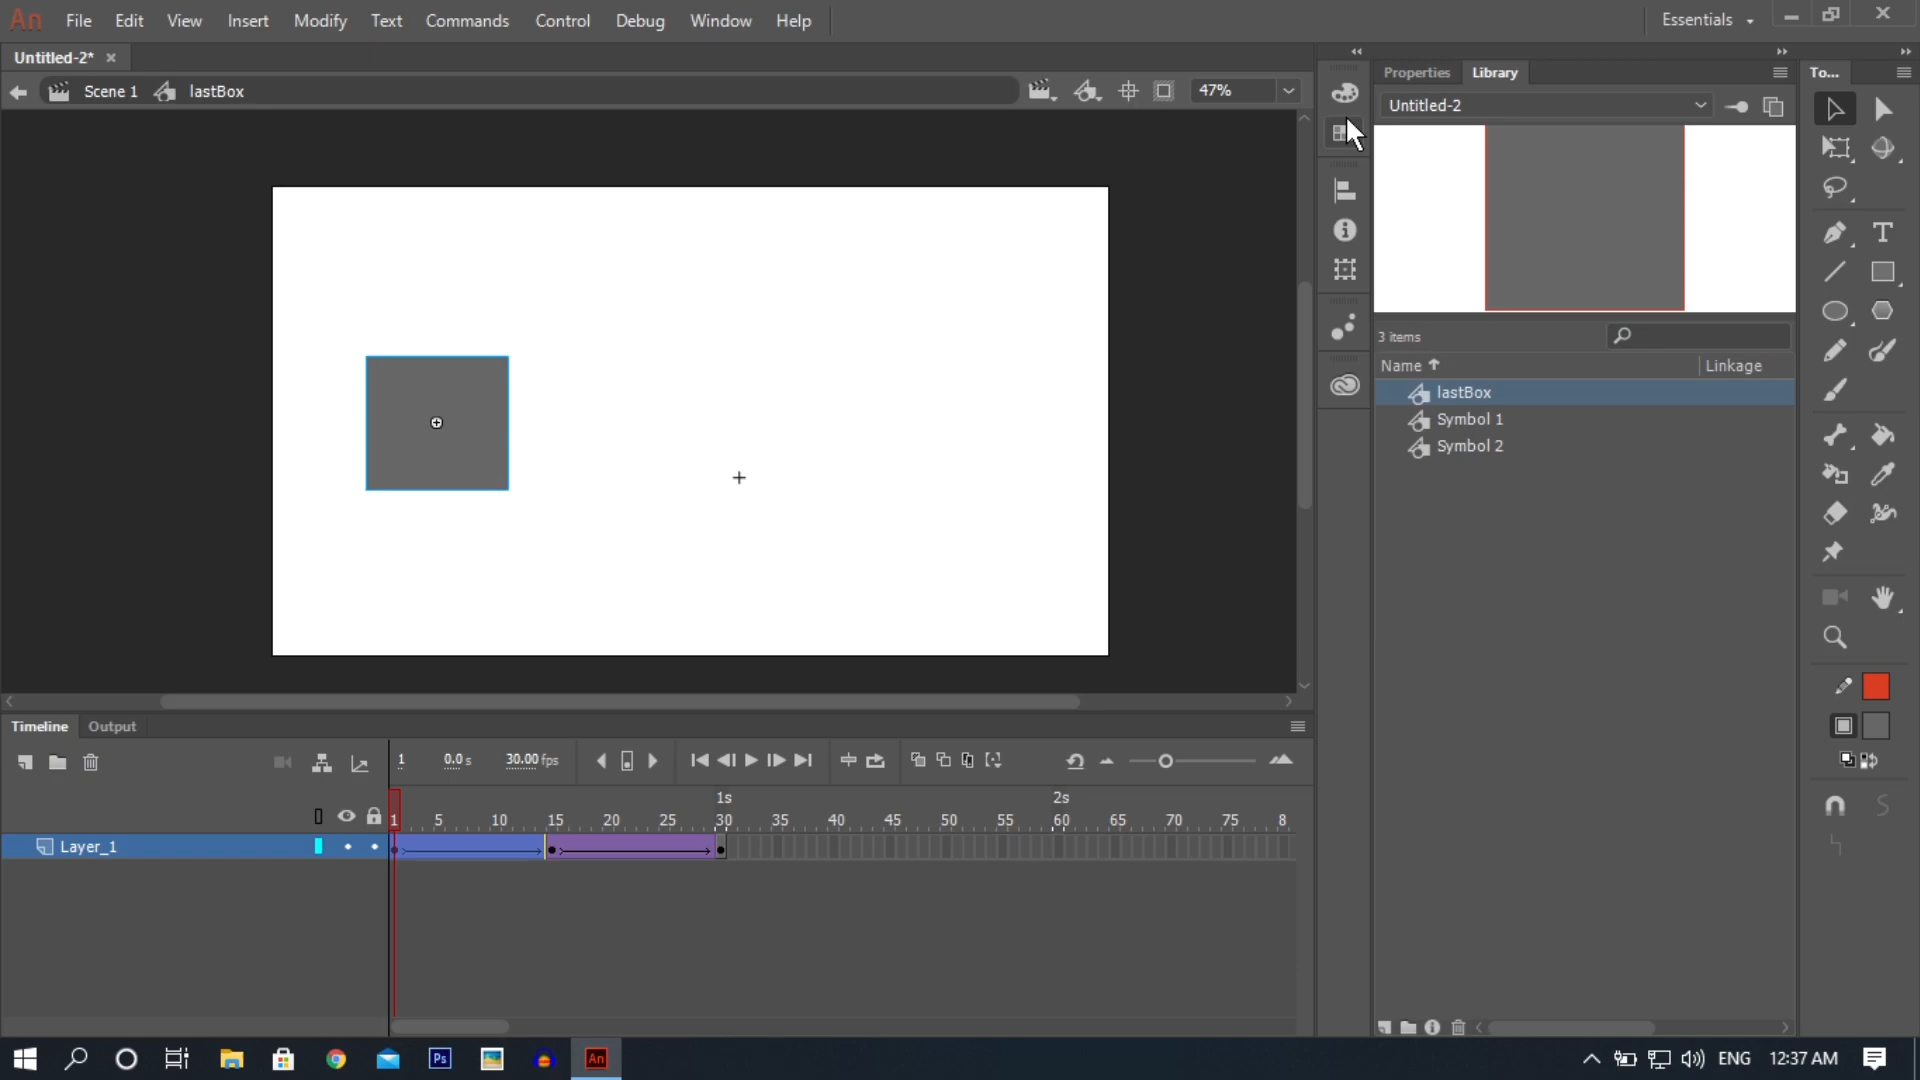 An File Edit View Insert Modify Text Commands Control Debug Window Help Essentials
Untitled-2*
Scene 1 lastBox 47%
Properties Library To...
Untitled-2
3 items
Name Linkage
lastBox
Symbol 1
Symbol 2
T
Timeline Output
1 0.0 s 30.00 fps
1s 2s
1 5 10 15 20 25 30 35 40 45 50 55 60 65 70 75 8
Layer_1
Ps An ENG 12:37 AM